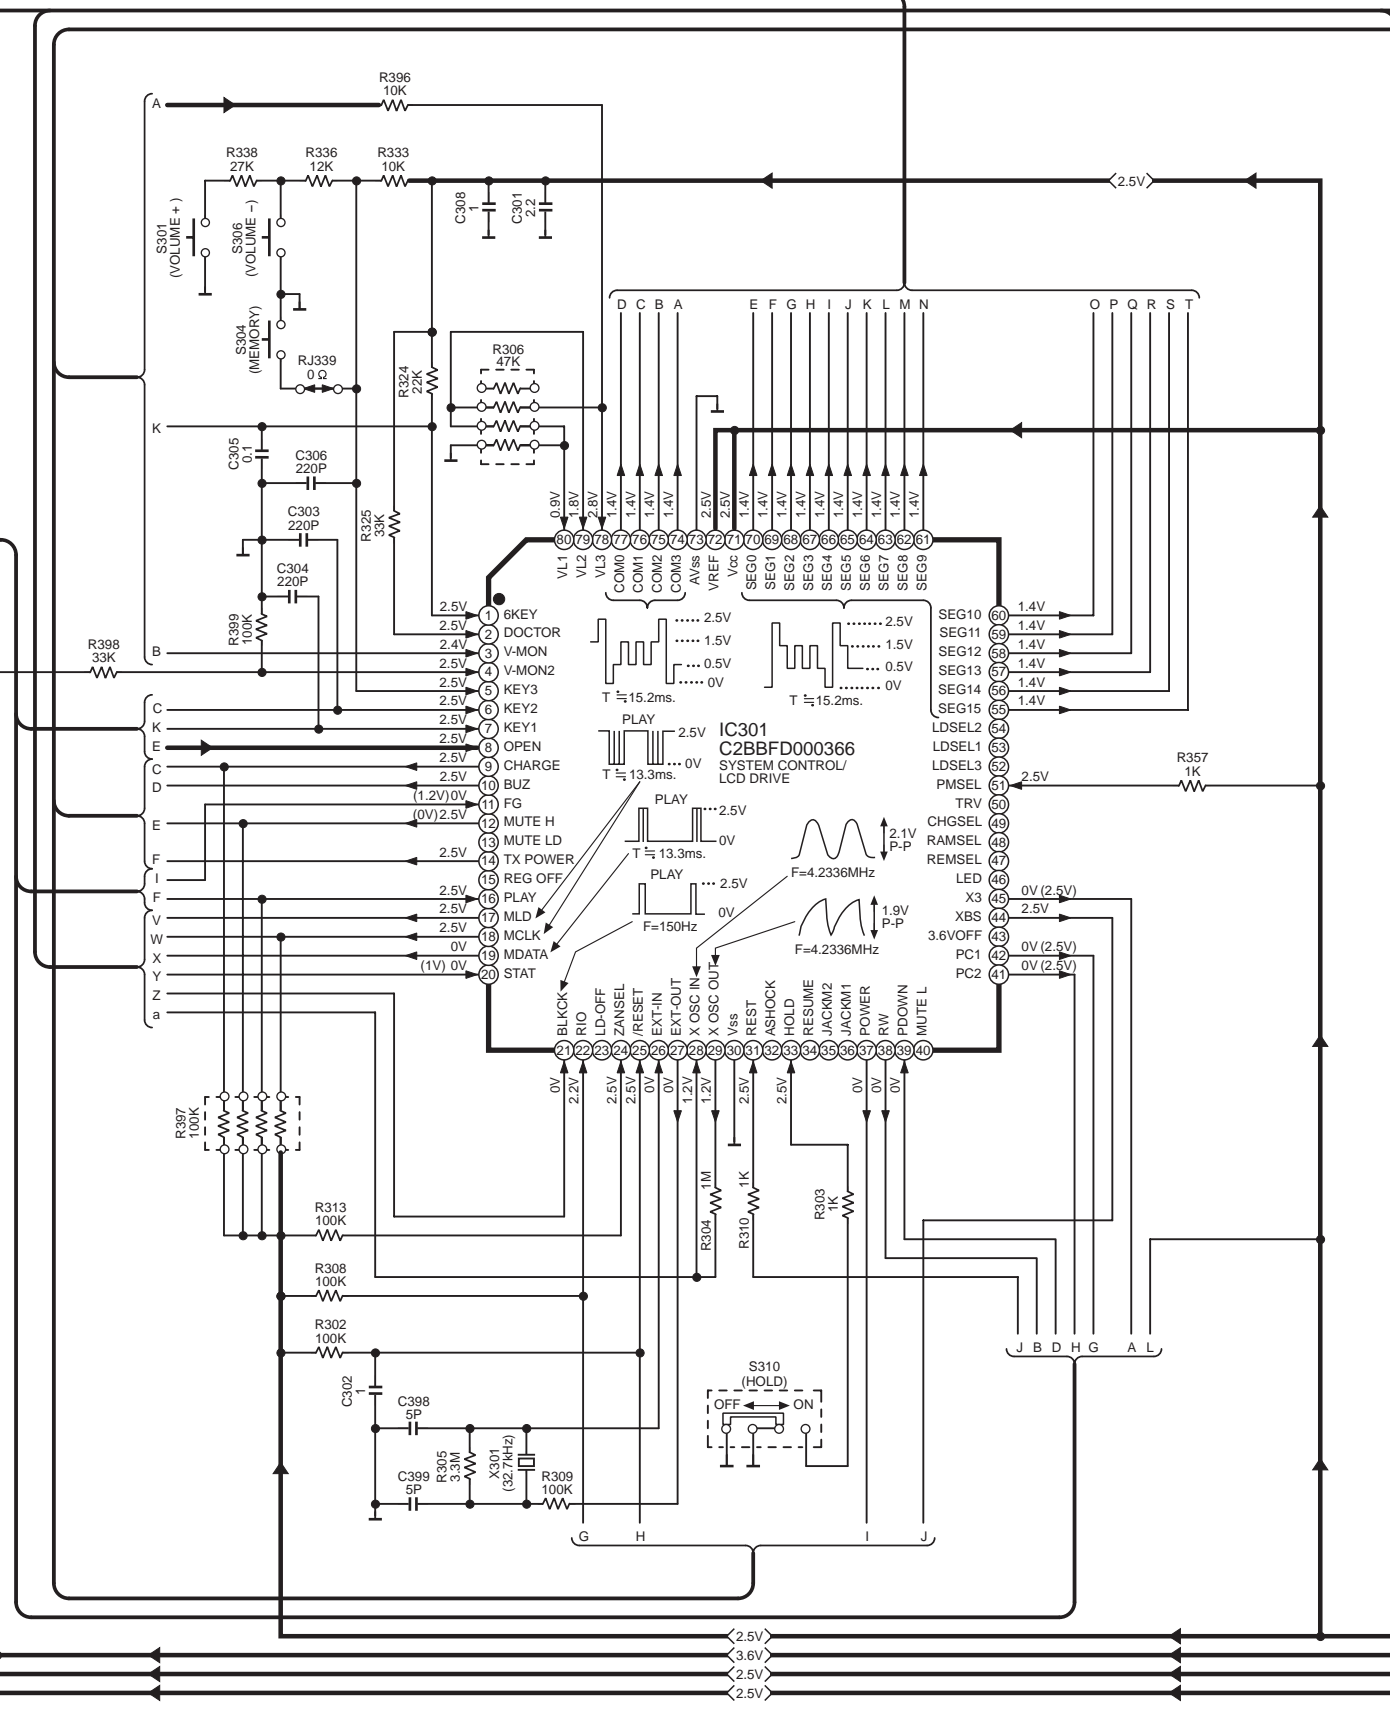 A
R396
10K
R338
27K
R336
12K
R333
10K
2.5V
S301
(VOLUME + )
S306
(VOLUME −)
C308
1
C301
2.2
S304
(MEMORY)
RJ339
0 Ω
D C B A E F G H I J K L M N O P Q R S T
R324
22K
R306
47K
K
C305
0.1
C306
220P
C303
220P
C304
220P
R325
33K
R399
100K
R398
33K
B
0.9V 1.8V 2.8V 1.4V 1.4V 1.4V 1.4V 2.5V 2.5V 1.4V 1.4V 1.4V 1.4V 1.4V 1.4V 1.4V 1.4V 1.4V 1.4V
80 79 78 77 76 75 74 73 72 71 70 69 68 67 66 65 64 63 62 61
VL1 VL2 VL3 COM0 COM1 COM2 COM3 AVss VREF Vcc SEG0 SEG1 SEG2 SEG3 SEG4 SEG5 SEG6 SEG7 SEG8 SEG9
2.5V 1 6KEY
2.5V 2 DOCTOR
2.4V 3 V-MON
2.5V 4 V-MON2
2.5V 5 KEY3
C 2.5V 6 KEY2
K 2.5V 7 KEY1
E 2.5V 8 OPEN
C 2.5V 9 CHARGE
D 2.5V 10 BUZ
(1.2V)0V 11 FG
E (0V)2.5V 12 MUTE H
13 MUTE LD
F 2.5V 14 TX POWER
I 15 REG OFF
F 2.5V 16 PLAY
V 2.5V 17 MLD
W 2.5V 18 MCLK
X 0V 19 MDATA
Y (1V) 0V 20 STAT
Z
a
2.5V
1.5V
0.5V
0V
T ≒15.2ms.
2.5V
1.5V
0.5V
0V
T ≒15.2ms.
PLAY
2.5V
0V
T ≒ 13.3ms.
IC301
C2BBFD000366
SYSTEM CONTROL/
LCD DRIVE
PLAY
2.5V
0V
T ≒ 13.3ms.
PLAY
2.5V
0V
F=150Hz
2.1V
P-P
F=4.2336MHz
1.9V
P-P
F=4.2336MHz
SEG10 60 1.4V
SEG11 59 1.4V
SEG12 58 1.4V
SEG13 57 1.4V
SEG14 56 1.4V
SEG15 55 1.4V
LDSEL2 54
LDSEL1 53
LDSEL3 52
PMSEL 51 2.5V
R357
1K
TRV 50
CHGSEL 49
RAMSEL 48
REMSEL 47
LED 46
X3 45 0V (2.5V)
XBS 44 2.5V
3.6VOFF 43
PC1 42 0V (2.5V)
PC2 41 0V (2.5V)
BLKCK RIO LD-OFF ZANSEL /RESET EXT-IN EXT-OUT X OSC IN X OSC OUT Vss REST ASHOCK HOLD RESUME JACKM2 JACKM1 POWER RW PDOWN MUTE L
21 22 23 24 25 26 27 28 29 30 31 32 33 34 35 36 37 38 39 40
0V 2.2V 2.5V 2.5V 0V 0V 1.2V 1.2V 2.5V 2.5V 0V 0V 0V
R397
100K
R304
1M
R310
1K
R303
1K
R313
100K
R308
100K
R302
100K
J B D H G A L
C302
1
C398
5P
R305
3.3M
X301
(32.7kHz)
C399
5P
R309
100K
S310
(HOLD)
OFF ON
G H I J
2.5V
3.6V
2.5V
2.5V